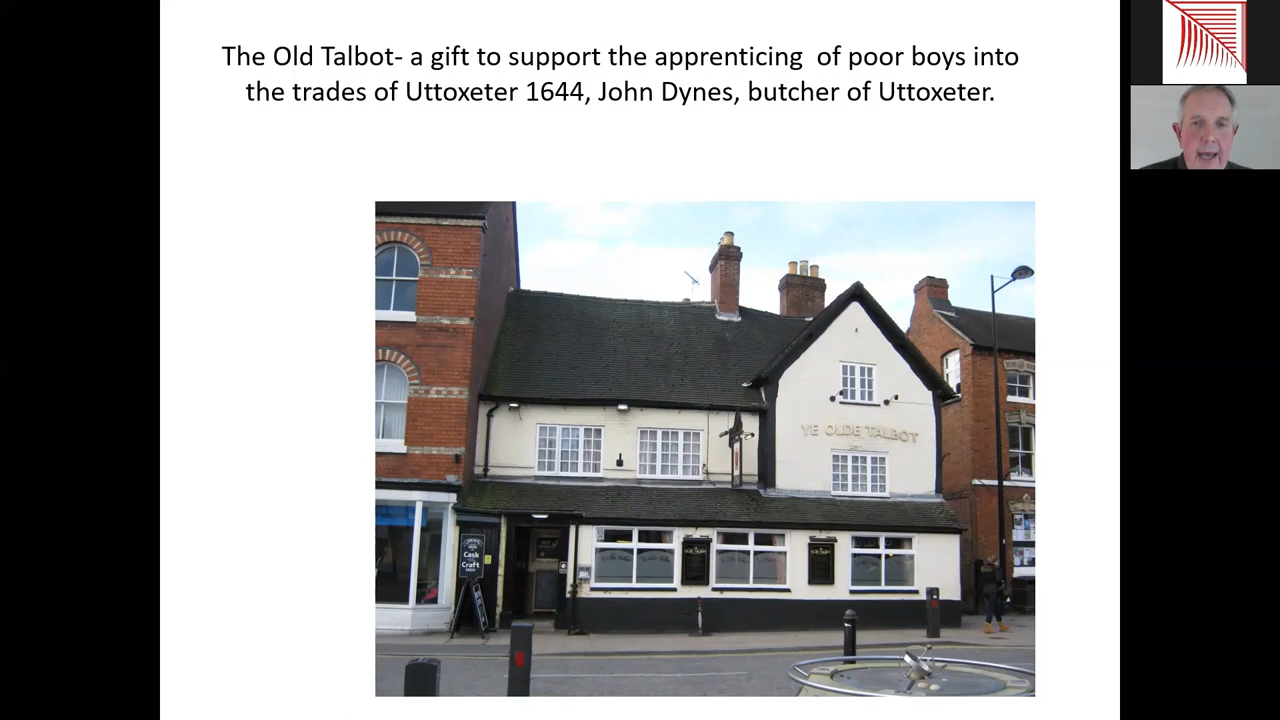 The Old Talbot- a gift to support the apprenticing  of poor boys into
the trades of Uttoxeter 1644, John Dynes, butcher of Uttoxeter.
YE OLDE TALBOT
Cask
Craft